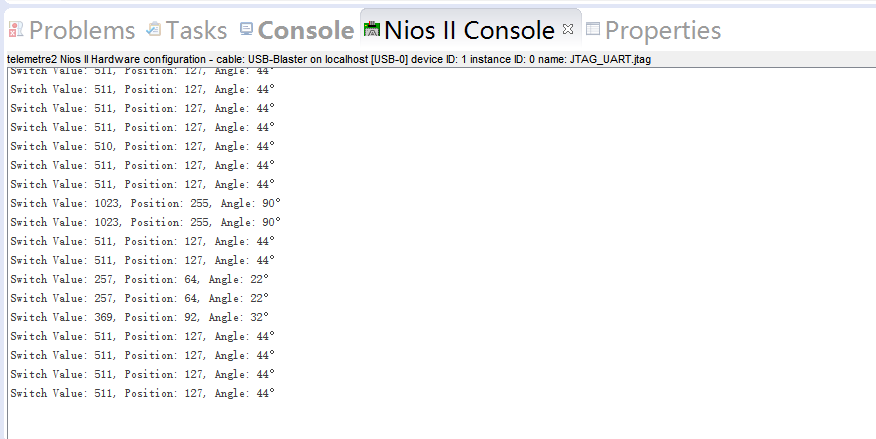 Problems Tasks Console Nios II Console Properties
telemetre2 Nios II Hardware configuration - cable: USB-Blaster on localhost [USB-0] device ID: 1 instance ID: 0 name: JTAG_UART.jtag
Switch Value: 511, Position: 127, Angle: 44°
Switch Value: 511, Position: 127, Angle: 44°
Switch Value: 511, Position: 127, Angle: 44°
Switch Value: 511, Position: 127, Angle: 44°
Switch Value: 510, Position: 127, Angle: 44°
Switch Value: 511, Position: 127, Angle: 44°
Switch Value: 511, Position: 127, Angle: 44°
Switch Value: 1023, Position: 255, Angle: 90°
Switch Value: 1023, Position: 255, Angle: 90°
Switch Value: 511, Position: 127, Angle: 44°
Switch Value: 511, Position: 127, Angle: 44°
Switch Value: 257, Position: 64, Angle: 22°
Switch Value: 257, Position: 64, Angle: 22°
Switch Value: 369, Position: 92, Angle: 32°
Switch Value: 511, Position: 127, Angle: 44°
Switch Value: 511, Position: 127, Angle: 44°
Switch Value: 511, Position: 127, Angle: 44°
Switch Value: 511, Position: 127, Angle: 44°